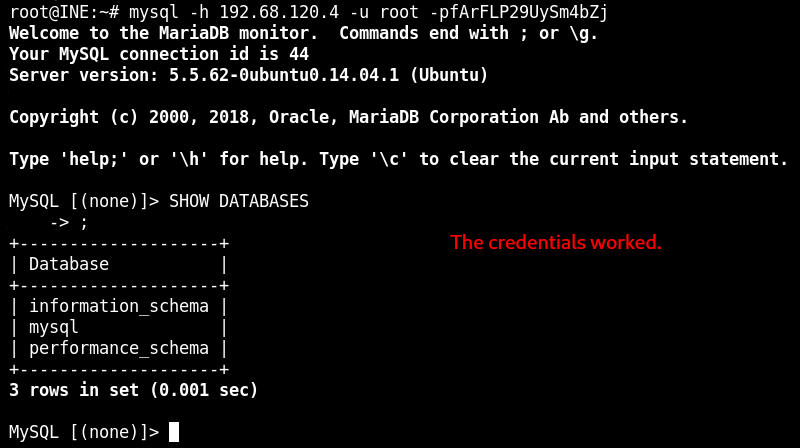 root@INE:~# mysql -h 192.68.120.4 -u root -pfArFLP29UySm4bZj
Welcome to the MariaDB monitor.  Commands end with ; or \g.
Your MySQL connection id is 44
Server version: 5.5.62-0ubuntu0.14.04.1 (Ubuntu)
Copyright (c) 2000, 2018, Oracle, MariaDB Corporation Ab and others.
Type 'help;' or '\h' for help. Type '\c' to clear the current input statement.
MySQL [(none)]> SHOW DATABASES
    -> ;
+--------------------+
The credentials worked.
| Database           |
+--------------------+
| information_schema |
| mysql              |
| performance_schema |
+--------------------+
3 rows in set (0.001 sec)
MySQL [(none)]>